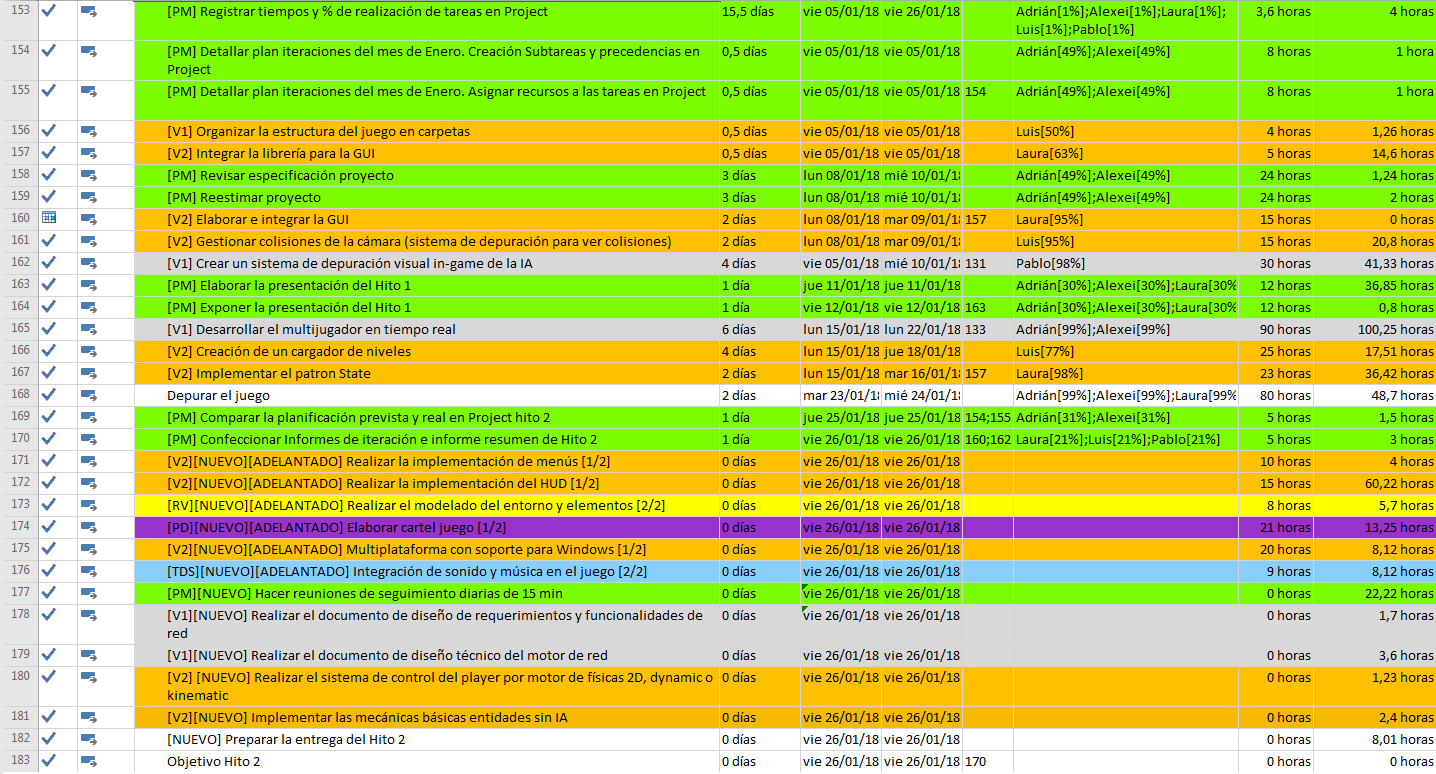 153 [PM] Registrar tiempos y % de realización de tareas en Project 15,5 días vie 05/01/18 vie 26/01/18 Adrián[1%];Alexei[1%];Laura[1%]; 3,6 horas 4 horas
Luis[1%];Pablo[1%]
154 [PM] Detallar plan iteraciones del mes de Enero. Creación Subtareas y precedencias en 0,5 días vie 05/01/18 vie 05/01/18 Adrián[49%];Alexei[49%] 8 horas 1 hora
Project
155 [PM] Detallar plan iteraciones del mes de Enero. Asignar recursos a las tareas en Project 0,5 días vie 05/01/18 vie 05/01/18 154 Adrián[49%];Alexei[49%] 8 horas 1 hora
156 [V1] Organizar la estructura del juego en carpetas 0,5 días vie 05/01/18 vie 05/01/18 Luis[50%] 4 horas 1,26 horas
157 [V2] Integrar la librería para la GUI 0,5 días vie 05/01/18 vie 05/01/18 Laura[63%] 5 horas 14,6 horas
158 [PM] Revisar especificación proyecto 3 días lun 08/01/18 mié 10/01/18 Adrián[49%];Alexei[49%] 24 horas 1,24 horas
159 [PM] Reestimar proyecto 3 días lun 08/01/18 mié 10/01/18 Adrián[49%];Alexei[49%] 24 horas 2 horas
160 [V2] Elaborar e integrar la GUI 2 días lun 08/01/18 mar 09/01/18 157 Laura[95%] 15 horas 0 horas
161 [V2] Gestionar colisiones de la cámara (sistema de depuración para ver colisiones) 2 días lun 08/01/18 mar 09/01/18 Luis[95%] 15 horas 20,8 horas
162 [V1] Crear un sistema de depuración visual in-game de la IA 4 días vie 05/01/18 mié 10/01/18 131 Pablo[98%] 30 horas 41,33 horas
163 [PM] Elaborar la presentación del Hito 1 1 día jue 11/01/18 jue 11/01/18 Adrián[30%];Alexei[30%];Laura[30% 12 horas 36,85 horas
164 [PM] Exponer la presentación del Hito 1 1 día vie 12/01/18 vie 12/01/18 163 Adrián[30%];Alexei[30%];Laura[30% 12 horas 0,8 horas
165 [V1] Desarrollar el multijugador en tiempo real 6 días lun 15/01/18 lun 22/01/18 133 Adrián[99%];Alexei[99%] 90 horas 100,25 horas
166 [V2] Creación de un cargador de niveles 4 días lun 15/01/18 jue 18/01/18 Luis[77%] 25 horas 17,51 horas
167 [V2] Implementar el patron State 2 días lun 15/01/18 mar 16/01/18 157 Laura[98%] 23 horas 36,42 horas
168 Depurar el juego 2 días mar 23/01/18 mié 24/01/18 Adrián[99%];Alexei[99%];Laura[99% 80 horas 48,7 horas
169 [PM] Comparar la planificación prevista y real en Project hito 2 1 día jue 25/01/18 jue 25/01/18 154;155 Adrián[31%];Alexei[31%] 5 horas 1,5 horas
170 [PM] Confeccionar Informes de iteración e informe resumen de Hito 2 1 día vie 26/01/18 vie 26/01/18 160;162 Laura[21%];Luis[21%];Pablo[21%] 5 horas 3 horas
171 [V2][NUEVO][ADELANTADO] Realizar la implementación de menús [1/2] 0 días vie 26/01/18 vie 26/01/18 10 horas 4 horas
172 [V2][NUEVO][ADELANTADO] Realizar la implementación del HUD [1/2] 0 días vie 26/01/18 vie 26/01/18 15 horas 60,22 horas
173 [RV][NUEVO][ADELANTADO] Realizar el modelado del entorno y elementos [2/2] 0 días vie 26/01/18 vie 26/01/18 8 horas 5,7 horas
174 [PD][NUEVO][ADELANTADO] Elaborar cartel juego [1/2] 0 días vie 26/01/18 vie 26/01/18 21 horas 13,25 horas
175 [V2][NUEVO][ADELANTADO] Multiplataforma con soporte para Windows [1/2] 0 días vie 26/01/18 vie 26/01/18 20 horas 8,12 horas
176 [TDS][NUEVO][ADELANTADO] Integración de sonido y música en el juego [2/2] 0 días vie 26/01/18 vie 26/01/18 9 horas 8,12 horas
177 [PM][NUEVO] Hacer reuniones de seguimiento diarias de 15 min 0 días vie 26/01/18 vie 26/01/18 0 horas 22,22 horas
178 [V1][NUEVO] Realizar el documento de diseño de requerimientos y funcionalidades de 0 días vie 26/01/18 vie 26/01/18 0 horas 1,7 horas
red
179 [V1][NUEVO] Realizar el documento de diseño técnico del motor de red 0 días vie 26/01/18 vie 26/01/18 0 horas 3,6 horas
180 [V2] [NUEVO] Realizar el sistema de control del player por motor de físicas 2D, dynamic o 0 días vie 26/01/18 vie 26/01/18 0 horas 1,23 horas
kinematic
181 [V2][NUEVO] Implementar las mecánicas básicas entidades sin IA 0 días vie 26/01/18 vie 26/01/18 0 horas 2,4 horas
182 [NUEVO] Preparar la entrega del Hito 2 0 días vie 26/01/18 vie 26/01/18 0 horas 8,01 horas
183 Objetivo Hito 2 0 días vie 26/01/18 vie 26/01/18 170 0 horas 0 horas